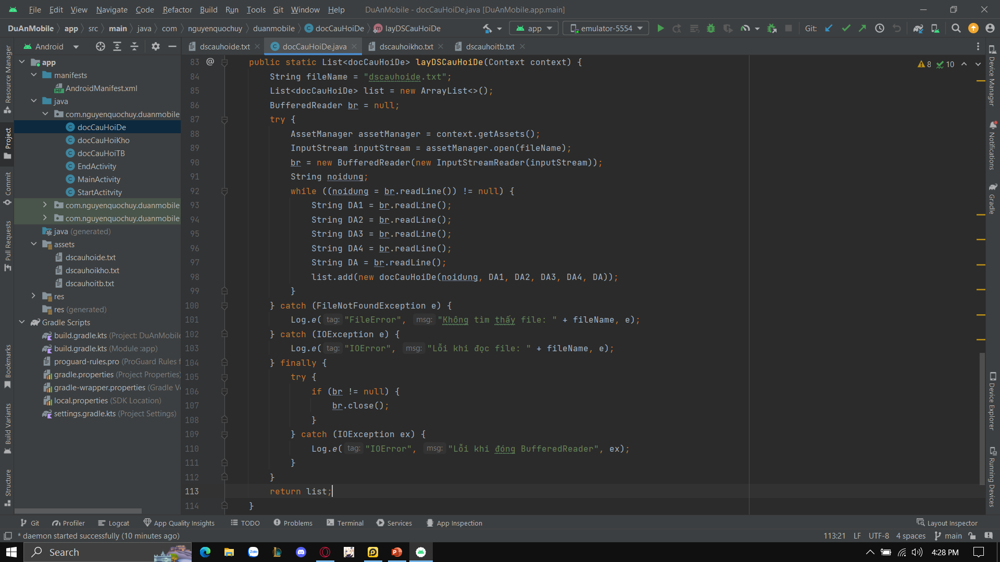 File Edit View Navigate Code Refactor Build Run Tools Git Window Help DuAnMobile - docCauHoiDe.java [DuAnMobile.app.main]
DuAnMobile app src main java com nguyenquochuy duanmobile docCauHoiDe layDSCauHoiDe app emulator-5554 Git:
Android dscauhoide.txt docCauHoiDe.java dscauhoikho.txt dscauhoitb.txt
8 10
app
manifests
AndroidManifest.xml
java
com.nguyenquochuy.duanmobile
docCauHoiDe
docCauHoiKho
docCauHoiTB
EndActivity
MainActivity
StartActitvity
com.nguyenquochuy.duanmobile
com.nguyenquochuy.duanmobile
java (generated)
assets
dscauhoide.txt
dscauhoikho.txt
dscauhoitb.txt
res
res (generated)
Gradle Scripts
build.gradle.kts (Project: DuAnMobile
build.gradle.kts (Module :app)
proguard-rules.pro (ProGuard Rules f
gradle.properties (Project Properties)
gradle-wrapper.properties (Gradle Ve
local.properties (SDK Location)
settings.gradle.kts (Project Settings)
83 @ public static List<docCauHoiDe> layDSCauHoiDe(Context context) {
84 String fileName = "dscauhoide.txt";
85 List<docCauHoiDe> list = new ArrayList<>();
86 BufferedReader br = null;
87 try {
88 AssetManager assetManager = context.getAssets();
89 InputStream inputStream = assetManager.open(fileName);
90 br = new BufferedReader(new InputStreamReader(inputStream));
91 String noidung;
92 while ((noidung = br.readLine()) != null) {
93 String DA1 = br.readLine();
94 String DA2 = br.readLine();
95 String DA3 = br.readLine();
96 String DA4 = br.readLine();
97 String DA = br.readLine();
98 list.add(new docCauHoiDe(noidung, DA1, DA2, DA3, DA4, DA));
99 }
100 } catch (FileNotFoundException e) {
101 Log.e( tag: "FileError", msg: "Không tìm thấy file: " + fileName, e);
102 } catch (IOException e) {
103 Log.e( tag: "IOError", msg: "Lỗi khi đọc file: " + fileName, e);
104 } finally {
105 try {
106 if (br != null) {
107 br.close();
108 }
109 } catch (IOException ex) {
110 Log.e( tag: "IOError", msg: "Lỗi khi đóng BufferedReader", ex);
111 }
112 }
113 return list;
114 }
Resource Manager
Project
Commit
Pull Requests
Bookmarks
Build Variants
Structure
Device Manager
Notifications
Gradle
Device Explorer
Running Devices
Git Profiler Logcat App Quality Insights TODO Problems Terminal Services App Inspection Layout Inspector
* daemon started successfully (10 minutes ago) 113:21 LF UTF-8 4 spaces main
Search Zalo 4:28 PM